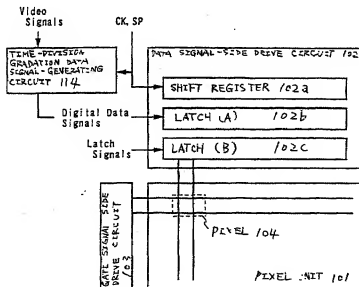 Video
Signals
CK, SP
TIME-DIVISION
GRADATION DATA
SIGNAL-GENERATING
CIRCUIT 114
DATA SIGNAL-SIDE DRIVE CIRCUIT 102
SHIFT REGISTER 102a
Digital Data
Signals
LATCH (A) 102b
Latch
Signals
LATCH (B) 102c
GATE SIGNAL SIDE
DRIVE CIRCUIT
103
PIXEL 104
PIXEL UNIT 101